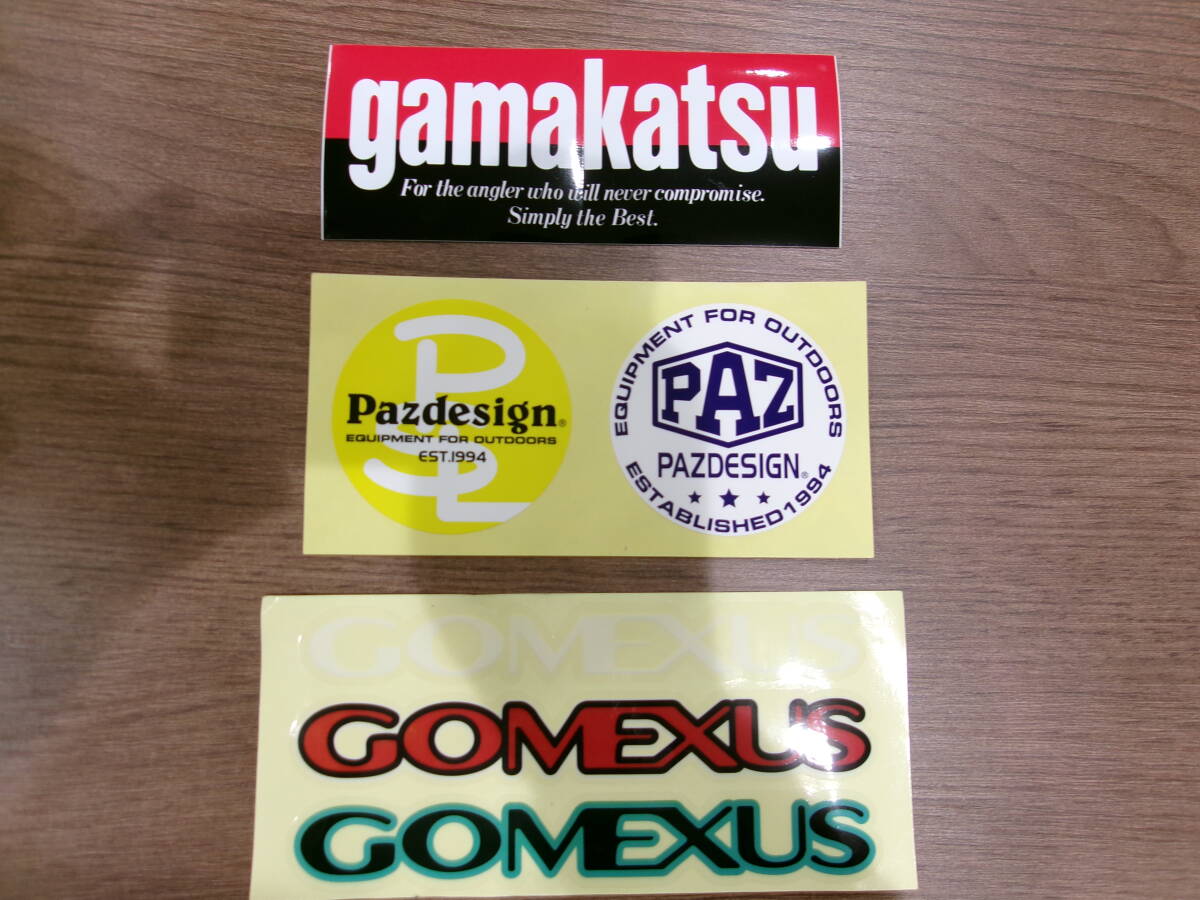 gamakatsu
For the angler who will never compromise.
Simply the Best.
Pazdesign®
EQUIPMENT FOR OUTDOORS
EST.1994
EQUIPMENT FOR OUTDOORS
PAZ
PAZDESIGN®
ESTABLISHED1994
GOMEXUS
GOMEXUS
GOMEXUS